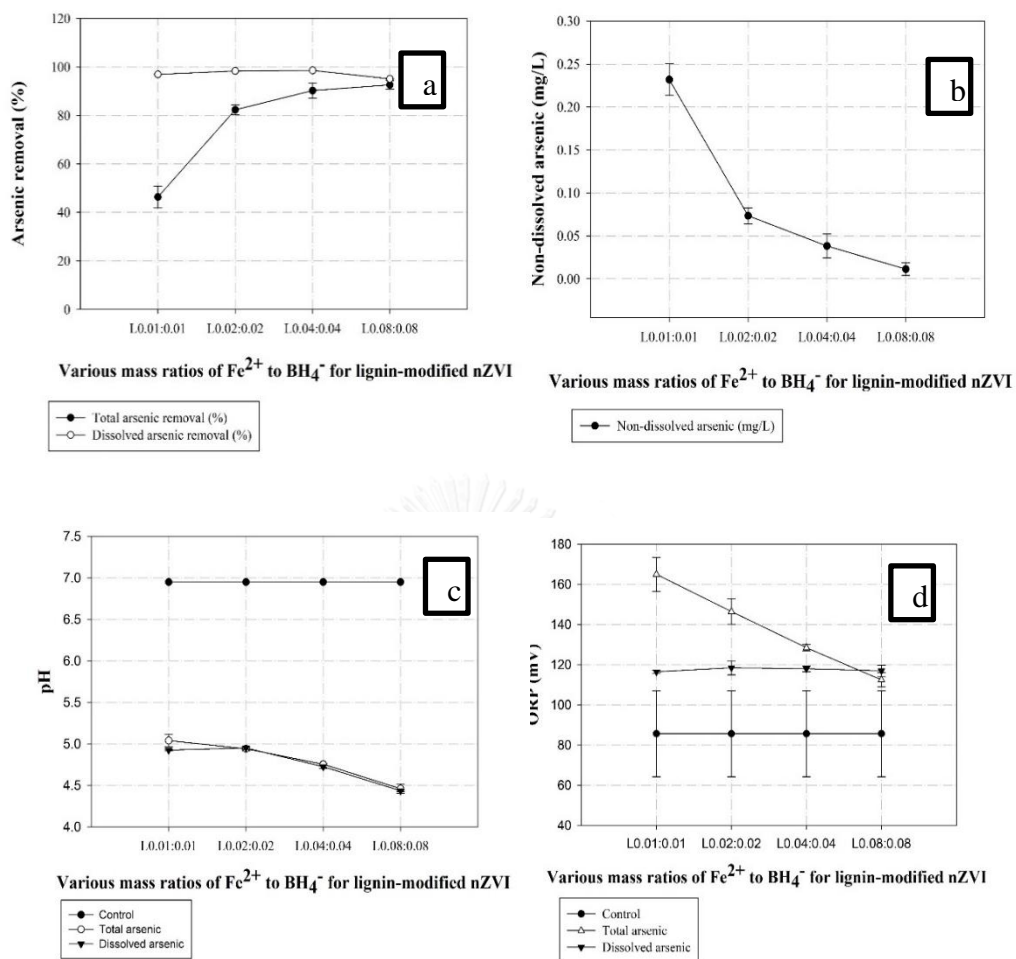 120
100
80
60
40
20
0
Arsenic removal (%)
a
L0.01:0.01 L0.02:0.02 L0.04:0.04 L0.08:0.08
Various mass ratios of Fe2+ to BH4- for lignin-modified nZVI
Total arsenic removal (%)
Dissolved arsenic removal (%)
0.30
0.25
0.20
0.15
0.10
0.05
0.00
Non-dissolved arsenic (mg/L)
b
L0.01:0.01 L0.02:0.02 L0.04:0.04 L0.08:0.08
Various mass ratios of Fe2+ to BH4- for lignin-modified nZVI
Non-dissolved arsenic (mg/L)
7.5
7.0
6.5
6.0
5.5
5.0
4.5
4.0
pH
c
L0.01:0.01 L0.02:0.02 L0.04:0.04 L0.08:0.08
Various mass ratios of Fe2+ to BH4- for lignin-modified nZVI
Control
Total arsenic
Dissolved arsenic
180
160
140
120
100
80
60
40
ORP (mV)
d
L0.01:0.01 L0.02:0.02 L0.04:0.04 L0.08:0.08
Various mass ratios of Fe2+ to BH4- for lignin-modified nZVI
Control
Total arsenic
Dissolved arsenic